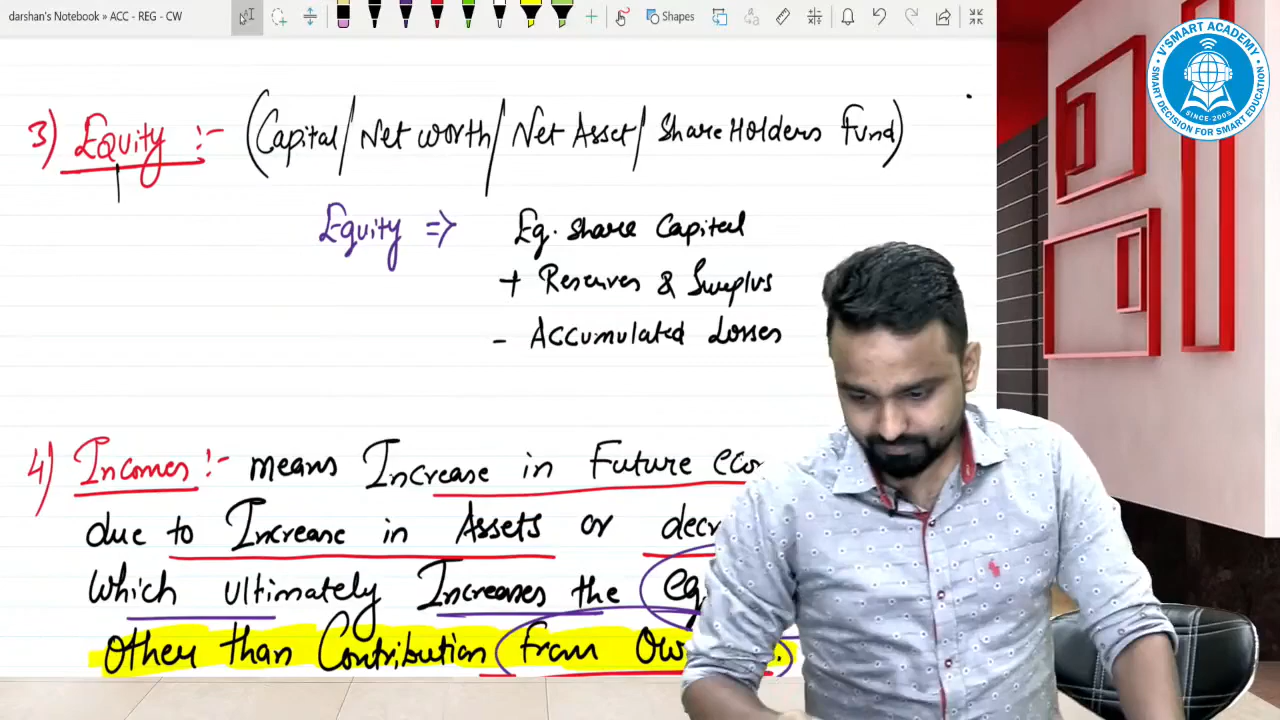 darshan's Notebook » ACC - REG - CW
Shapes
V'SMART ACADEMY
SMART DECISION FOR SMART EDUCATION
SINCE-2005
3) Equity :- (Capital/ Net worth/ Net Asset/ ShareHolders Fund)
Equity ⇒ Eq. Share Capital
+ Reserves & Surplus
- Accumulated Losses
4) Incomes :- means Increase in Future eco
due to Increase in Assets or decr
which ultimately Increases the eq
other than Contribution from Ow